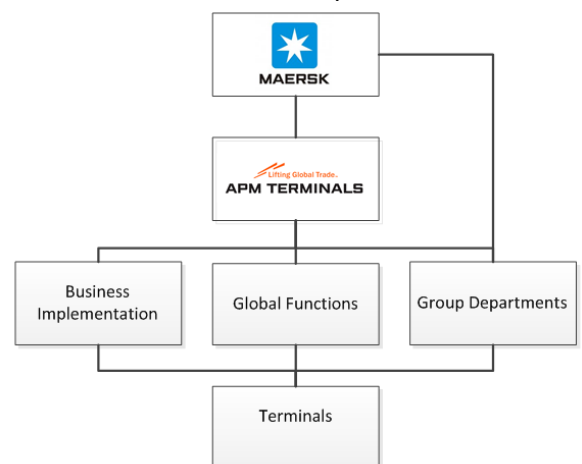 MAERSK
Lifting Global Trade.
APM TERMINALS
Business
Implementation
Global Functions
Group Departments
Terminals